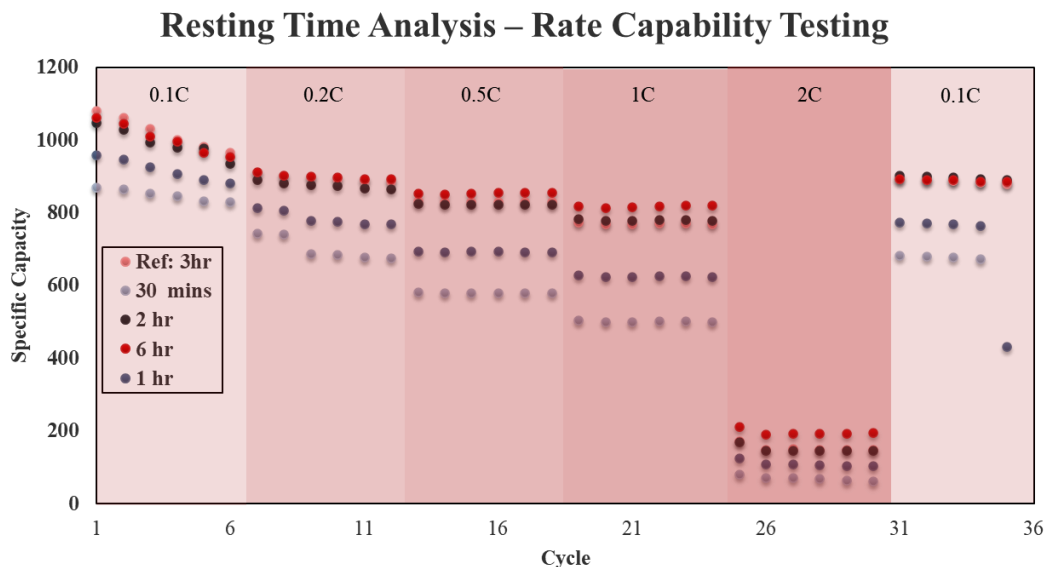 Resting Time Analysis – Rate Capability Testing
1200
1000
800
600
400
200
0
Specific Capacity
0.1C
0.2C
0.5C
1C
2C
0.1C
Ref: 3hr
30 mins
2 hr
6 hr
1 hr
1
6
11
16
21
26
31
36
Cycle